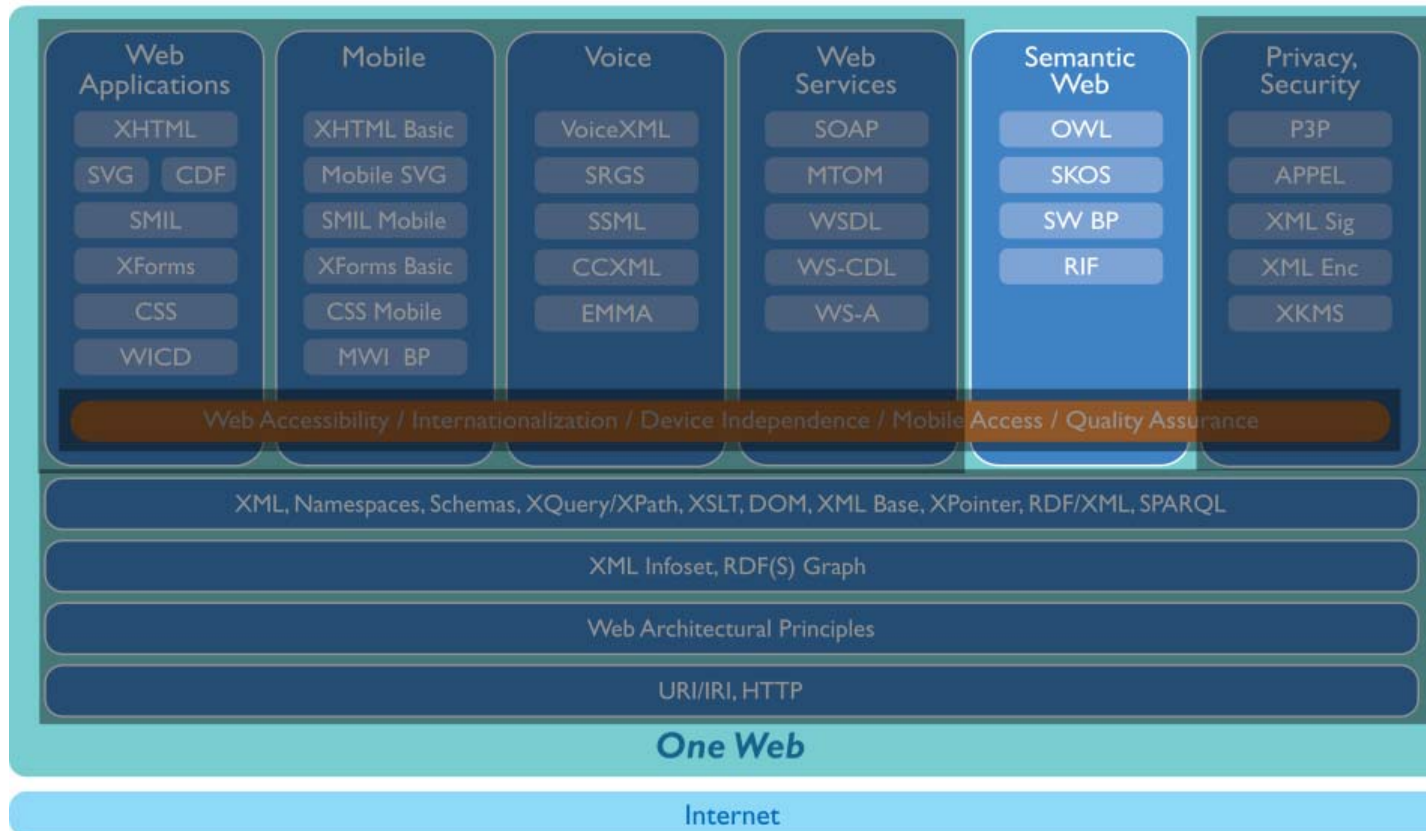 Web
Applications
XHTML
SVG CDF
SMIL
XForms
CSS
WICD
Mobile
XHTML Basic
Mobile SVG
SMIL Mobile
XForms Basic
CSS Mobile
MWI BP
Voice
VoiceXML
SRGS
SSML
CCXML
EMMA
Web
Services
SOAP
MTOM
WSDL
WS-CDL
WS-A
Semantic
Web
OWL
SKOS
SW BP
RIF
Privacy,
Security
P3P
APPEL
XML Sig
XML Enc
XKMS
Web Accessibility / Internationalization / Device Independence / Mobile Access / Quality Assurance
XML, Namespaces, Schemas, XQuery/XPath, XSLT, DOM, XML Base, XPointer, RDF/XML, SPARQL
XML Infoset, RDF(S) Graph
Web Architectural Principles
URI/IRI, HTTP
One Web
Internet